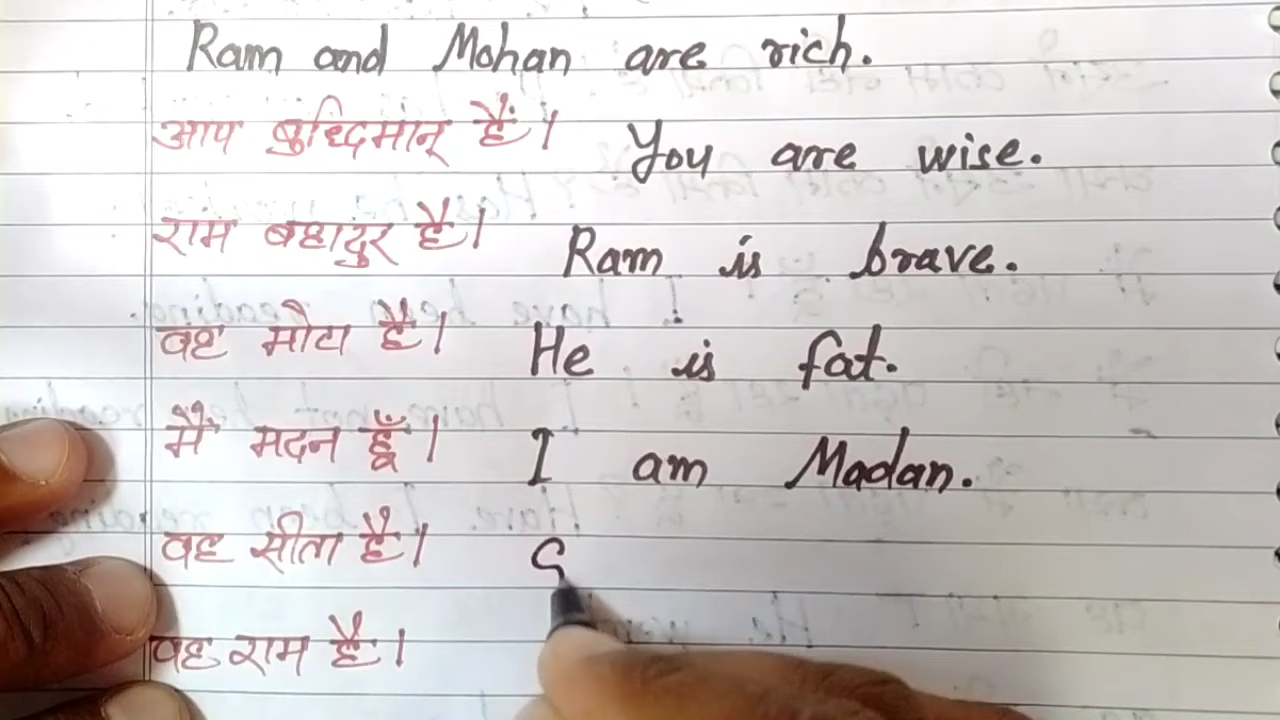 Ram and Mohan are rich.
आप बुध्दिमान् हैं। You are wise.
राम बहादुर है। Ram is brave.
वह मोटा है। He is fat.
मैं मदन हूँ। I am Madan.
वह सीता है। S
वह राम है।